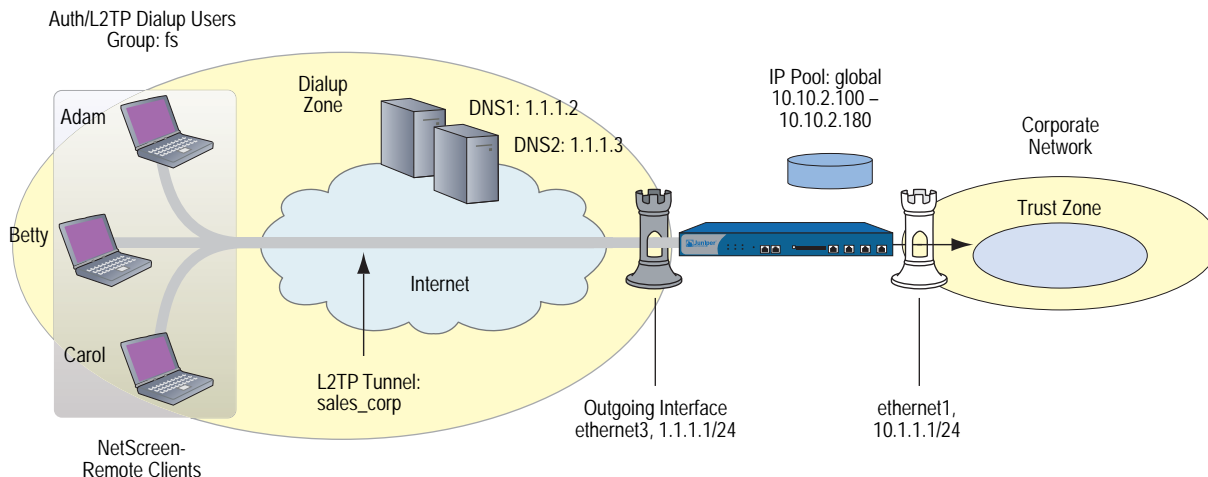 Auth/L2TP Dialup Users
Group: fs
Adam
Betty
Carol
NetScreen-
Remote Clients
Dialup
Zone
DNS1: 1.1.1.2
DNS2: 1.1.1.3
Internet
L2TP Tunnel:
sales_corp
IP Pool: global
10.10.2.100 –
10.10.2.180
Juniper
Outgoing Interface
ethernet3, 1.1.1.1/24
Corporate
Network
Trust Zone
ethernet1,
10.1.1.1/24